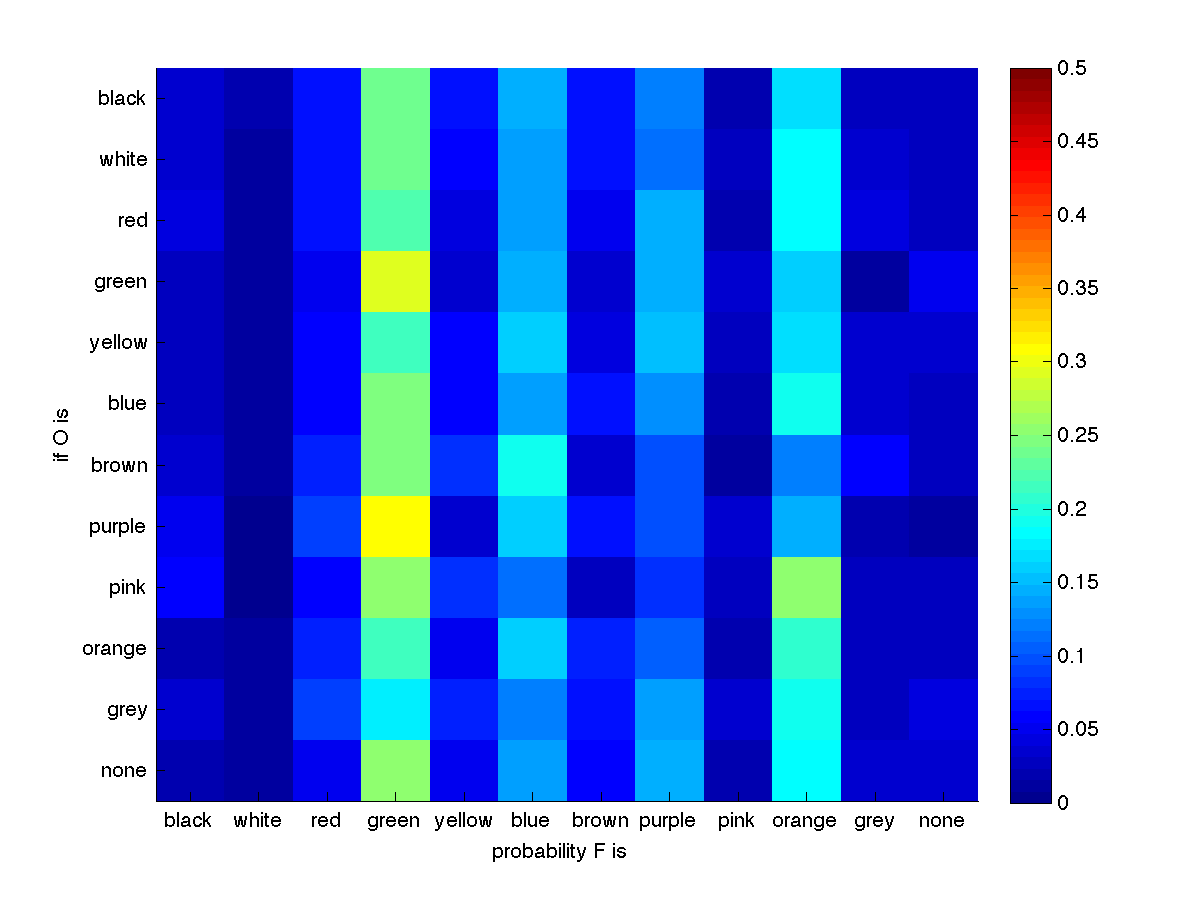 black
white
red
green
yellow
blue
brown
purple
pink
orange
grey
none
if O is
black white red green yellow blue brown purple pink orange grey none
probability F is
0.5
0.45
0.4
0.35
0.3
0.25
0.2
0.15
0.1
0.05
0